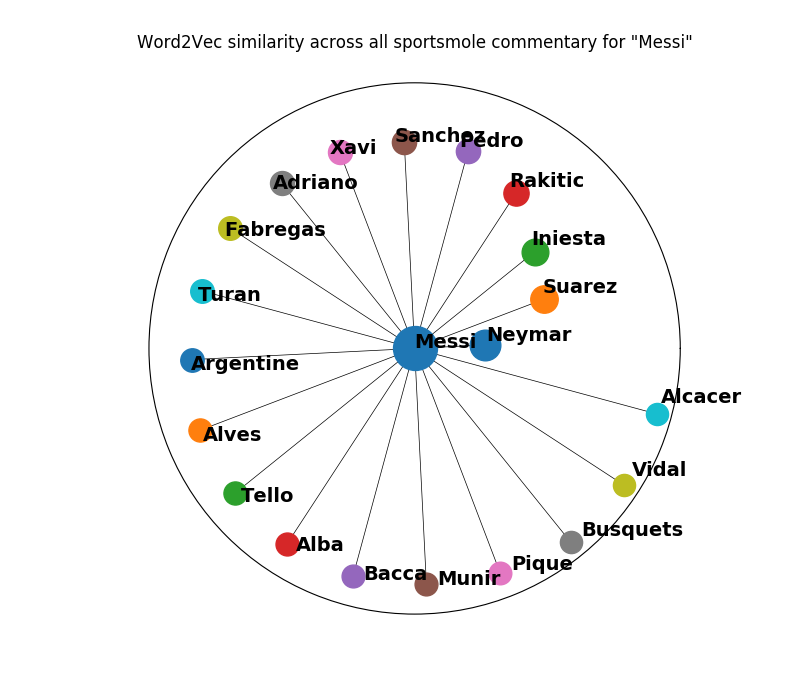 Word2Vec similarity across all sportsmole commentary for "Messi"
Sanchez
Pedro
Xavi
Rakitic
Adriano
Fabregas
Iniesta
Suarez
Turan
Neymar
Messi
Argentine
Alcacer
Alves
Vidal
Tello
Busquets
Alba
Pique
Bacca
Munir